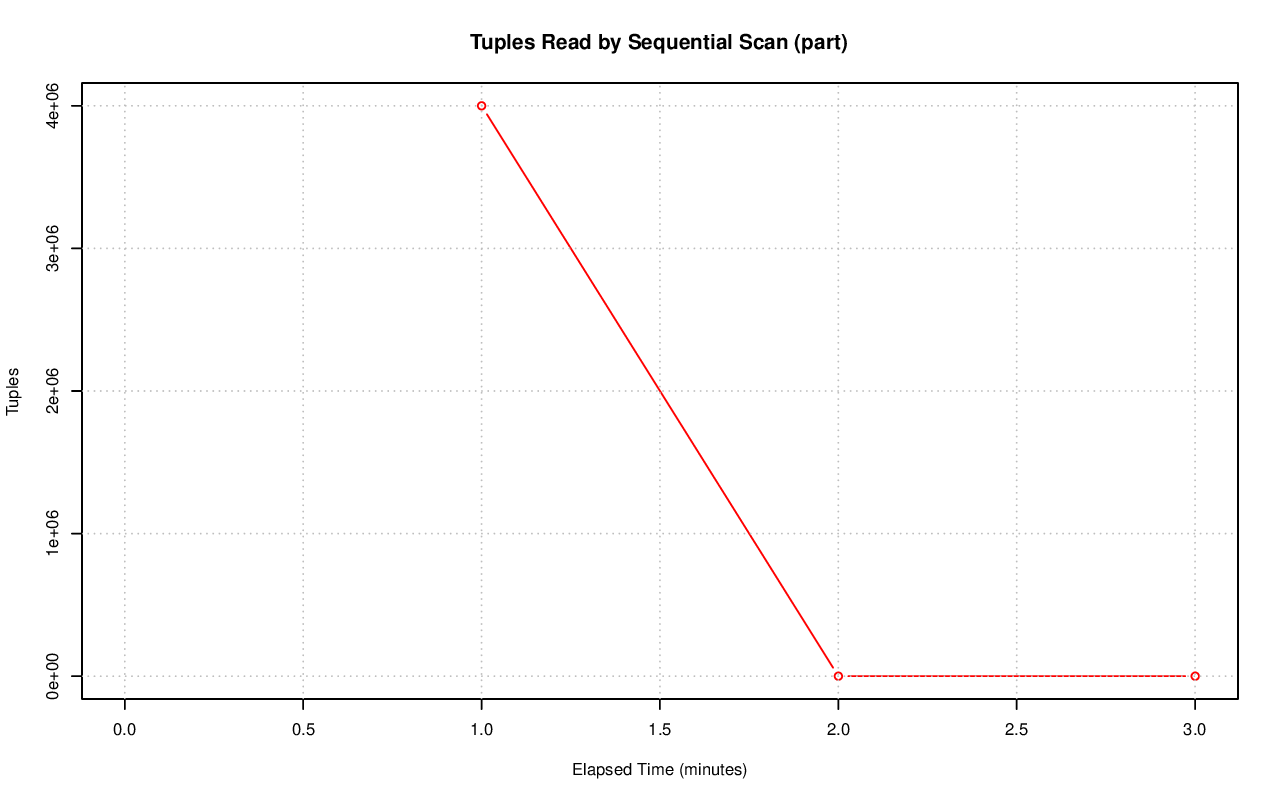 Tuples Read by Sequential Scan (part)
4e+06
3e+06
2e+06
1e+06
0e+00
Tuples
0.0 0.5 1.0 1.5 2.0 2.5 3.0
Elapsed Time (minutes)